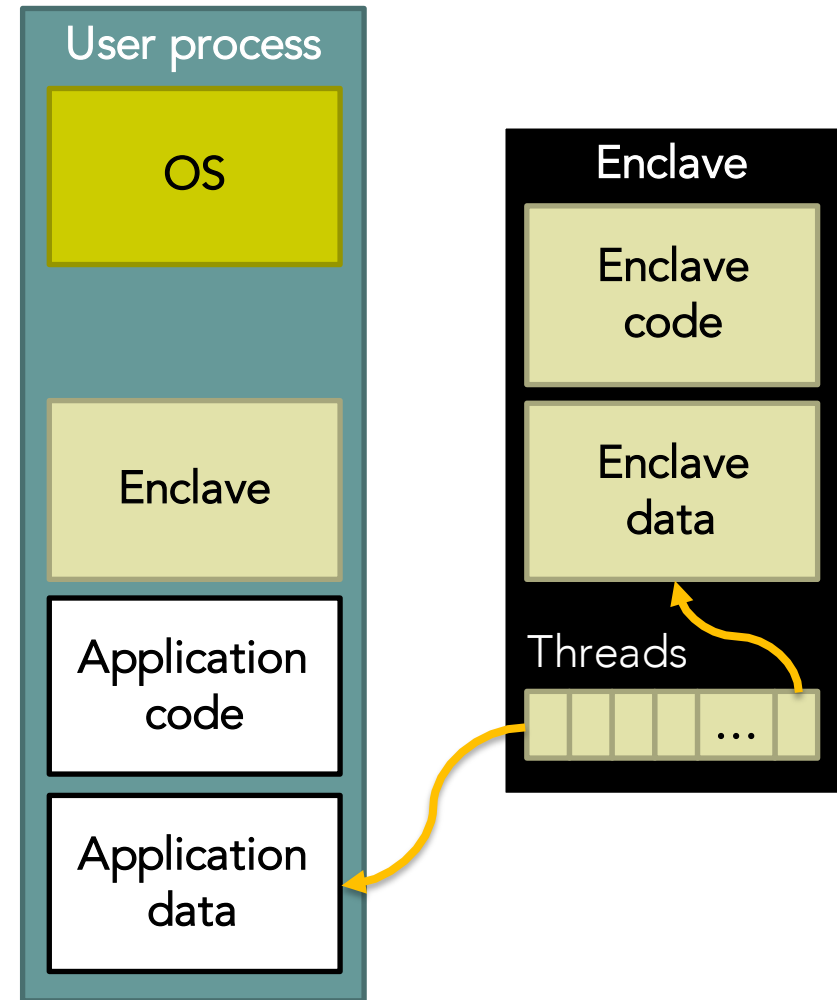 User process
OS
Enclave
Application
code
Application
data
Enclave
Enclave
code
Enclave
data
Threads
...